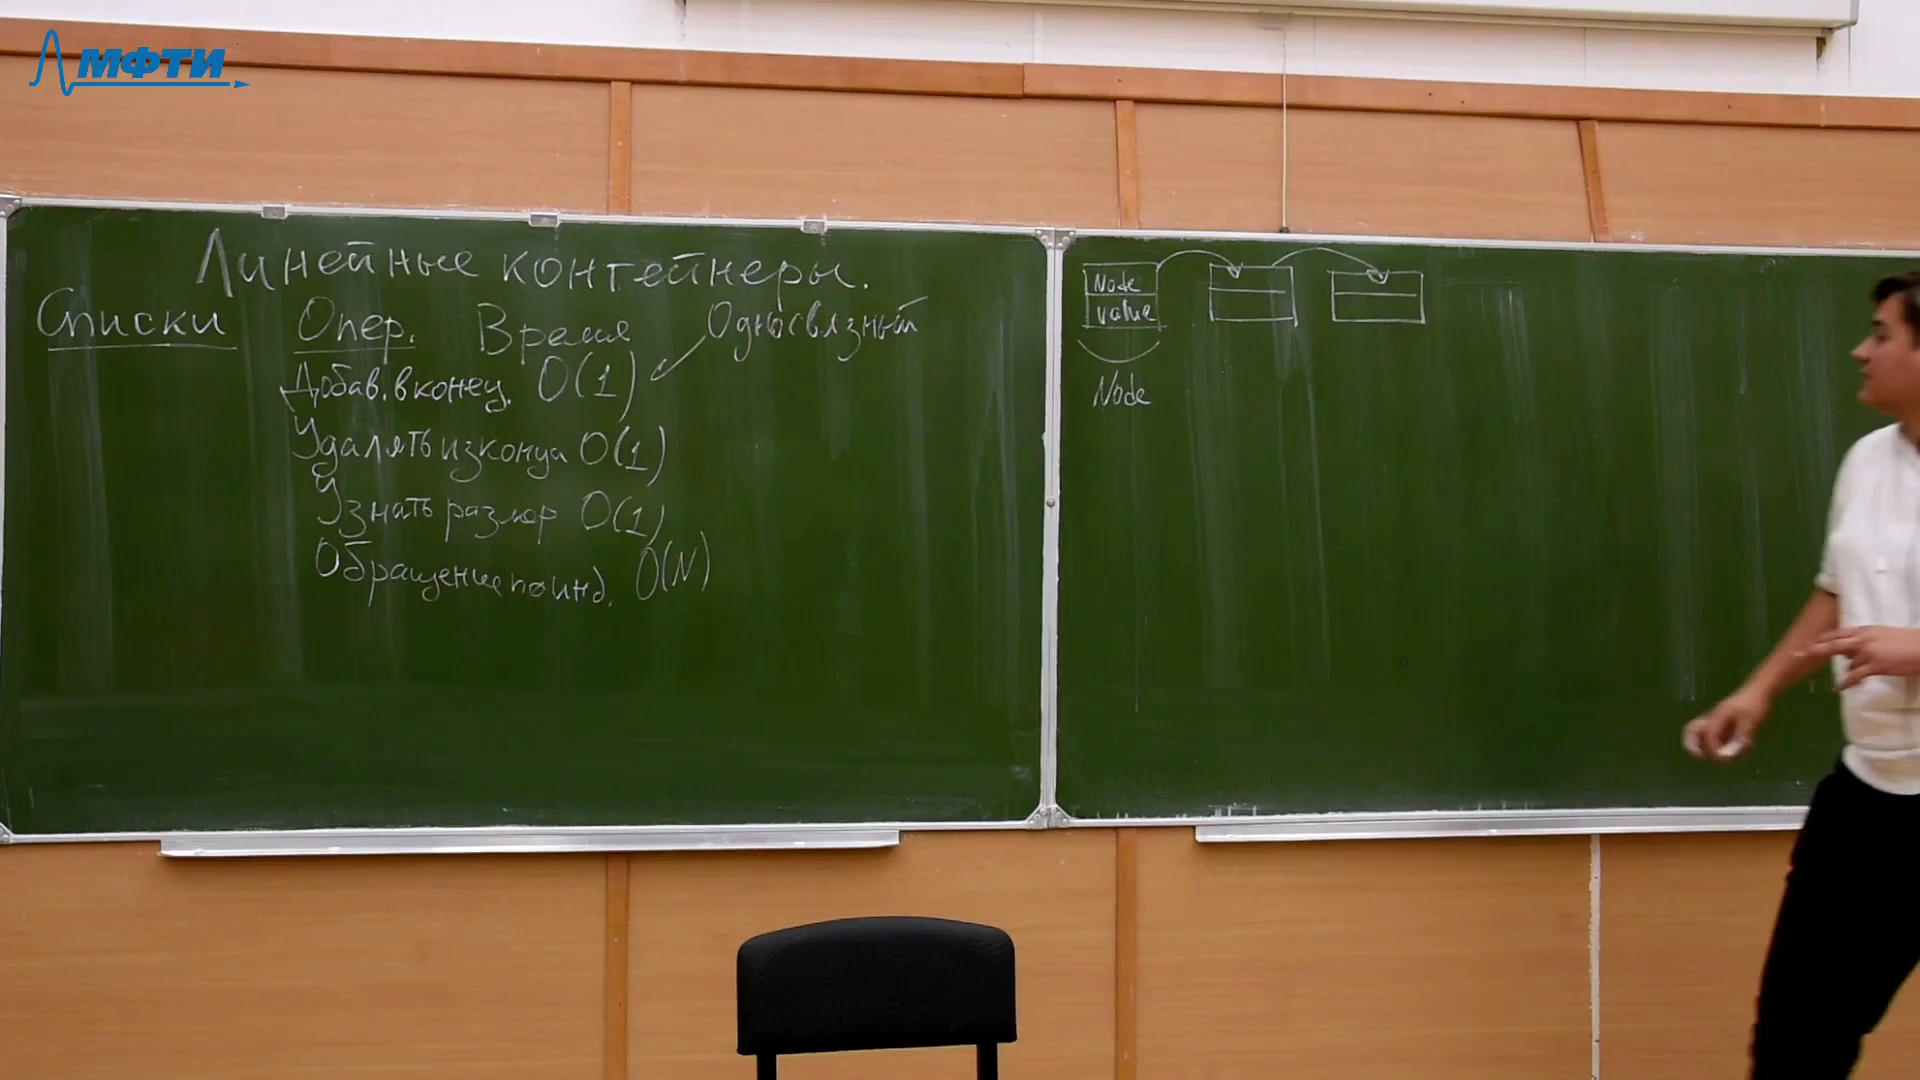 МФТИ
Линейные контейнеры.
Списки Опер. Время Односвязный
Добав. в конец. O(1)
Удалять из конца O(1)
Узнать размер O(1)
Обращение по инд. O(N)
Node
value
Node